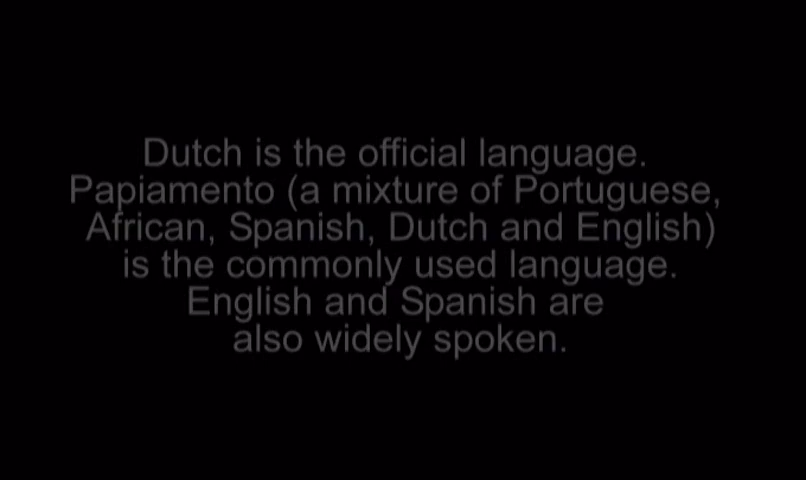 Dutch is the official language.
Papiamento (a mixture of Portuguese,
African, Spanish, Dutch and English)
is the commonly used language.
English and Spanish are
also widely spoken.